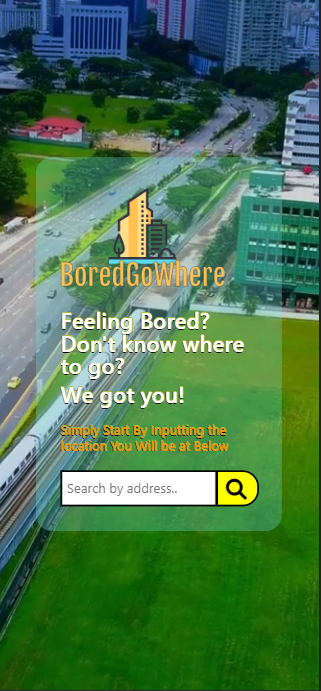 BoredGoWhere
Feeling Bored?
Don't know where
to go?
We got you!
Simply Start By Inputting the
location You Will be at Below
Search by address..